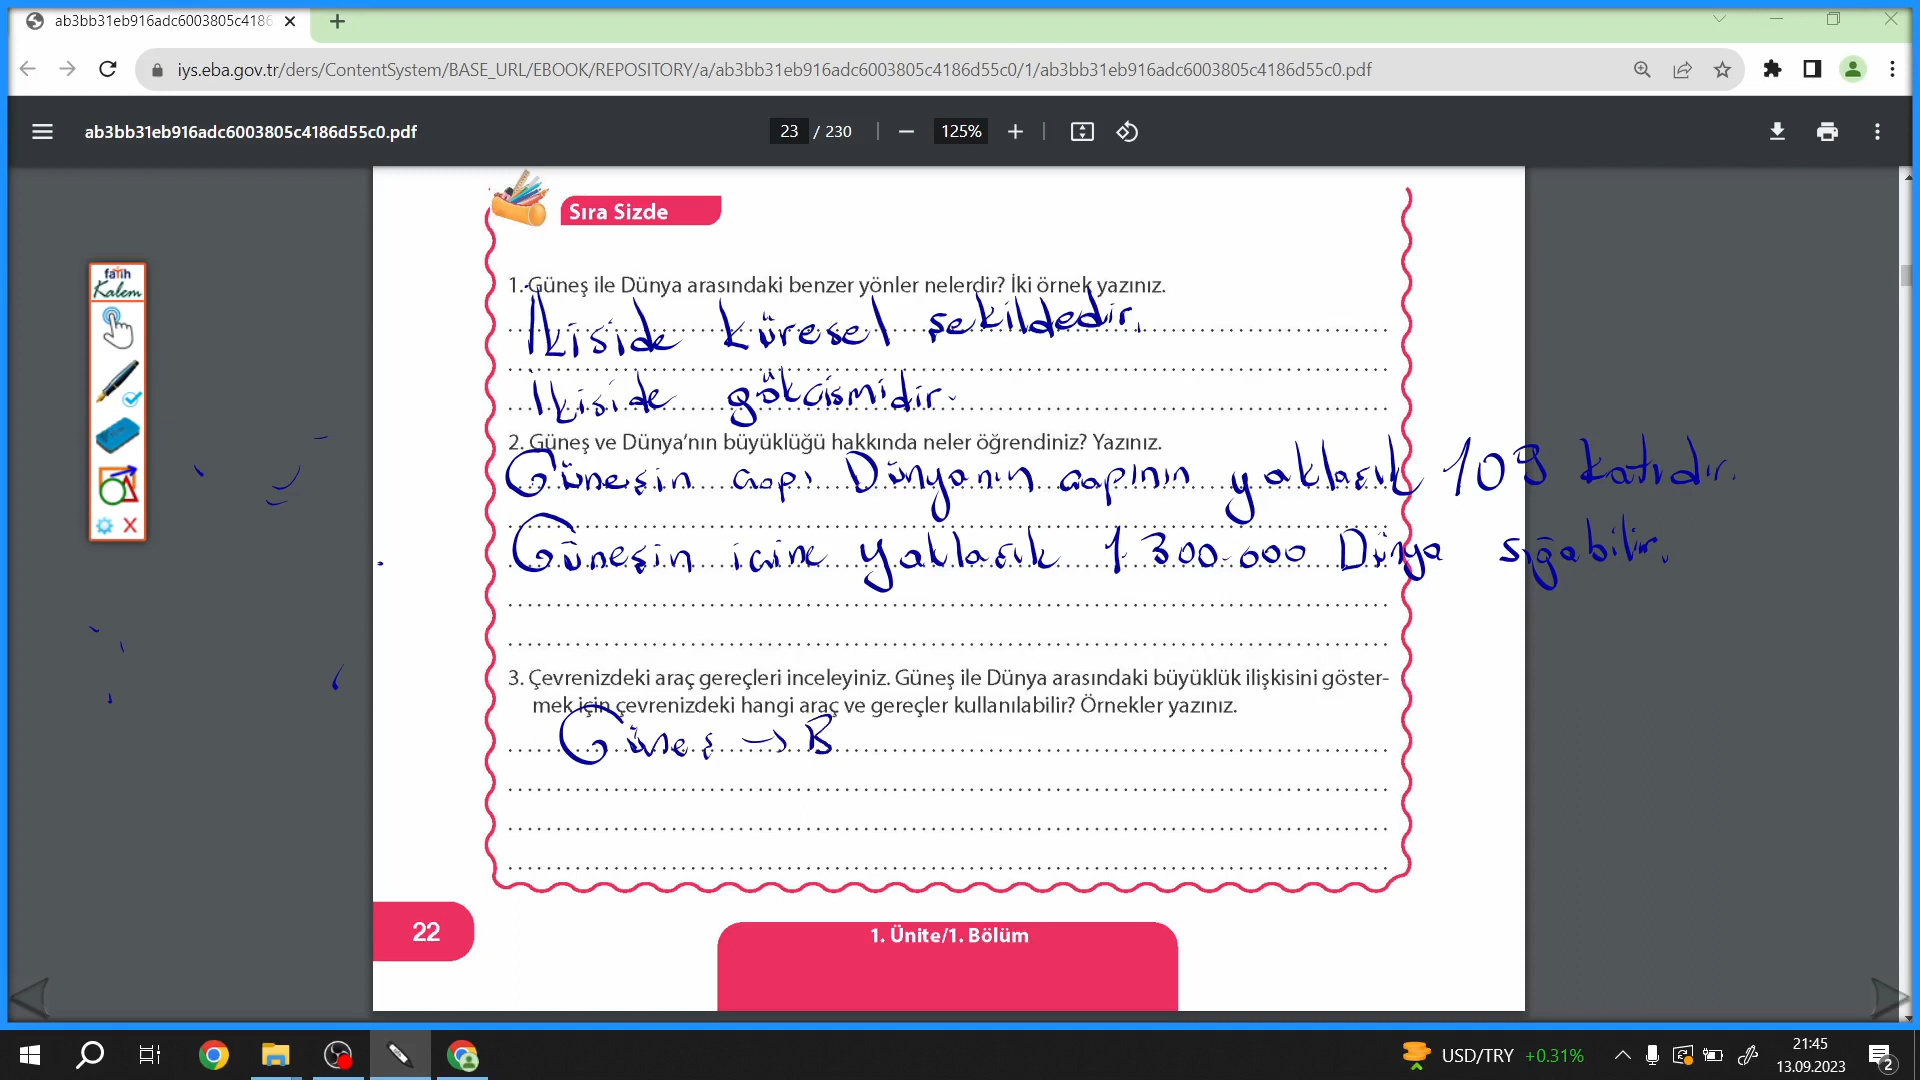 ab3bb31eb916adc6003805c4186
iys.eba.gov.tr/ders/ContentSystem/BASE_URL/EBOOK/REPOSITORY/a/ab3bb31eb916adc6003805c4186d55c0/1/ab3bb31eb916adc6003805c4186d55c0.pdf
ab3bb31eb916adc6003805c4186d55c0.pdf
23 / 230
125%
Sıra Sizde
fatih
Kalem
1. Güneş ile Dünya arasındaki benzer yönler nelerdir? İki örnek yazınız.
İkiside küresel şekildedir.
İkiside gökcismidir.
2. Güneş ve Dünya'nın büyüklüğü hakkında neler öğrendiniz? Yazınız.
Güneşin çapı Dünyanın çapının yaklaşık 109 katıdır.
Güneşin içine yaklaşık 1.300.000 Dünya sığabilir.
3. Çevrenizdeki araç gereçleri inceleyiniz. Güneş ile Dünya arasındaki büyüklük ilişkisini göster-
mek için çevrenizdeki hangi araç ve gereçler kullanılabilir? Örnekler yazınız.
Güneş → B
22
1. Ünite/1. Bölüm
USD/TRY +0.31%
21:45
13.09.2023
2